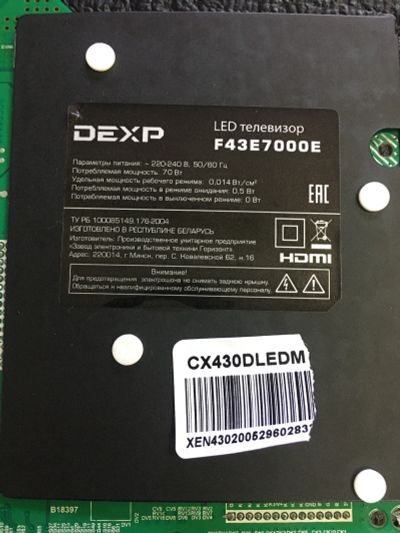 DEXP
LED телевизор
F43E7000E
Параметры питания: ~ 220-240 В, 50/60 Гц
Потребляемая мощность: 70 Вт
Удельная мощность рабочего режима: 0,014 Вт/см²
Потребляемая мощность в режиме ожидания: 0,5 Вт
Потребляемая мощность в выключенном режиме: 0 Вт
EAC
ТУ РБ 100085149.176-2004
ИЗГОТОВЛЕНО В РЕСПУБЛИКЕ БЕЛАРУСЬ
Изготовитель: Производственное унитарное предприятие
«Завод электроники и бытовой техники Горизонт».
Адрес: 220014, г.Минск, пер. С. Ковалевской 62, к.16
HDMI
Внимание!
Для предотвращения электрошока не снимать заднюю крышку.
Обращаться к квалифицированному обслуживающему персоналу.
CX430DLEDM
XEN430200529602837
B18397